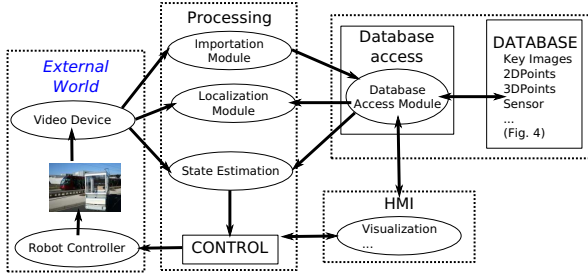 Processing
Importation
Module
Localization
Module
State Estimation
CONTROL
External
World
Video Device
Robot Controller
Database
access
Database
Access Module
DATABASE
Key Images
2DPoints
3DPoints
Sensor
...
(Fig. 4)
HMI
Visualization
...